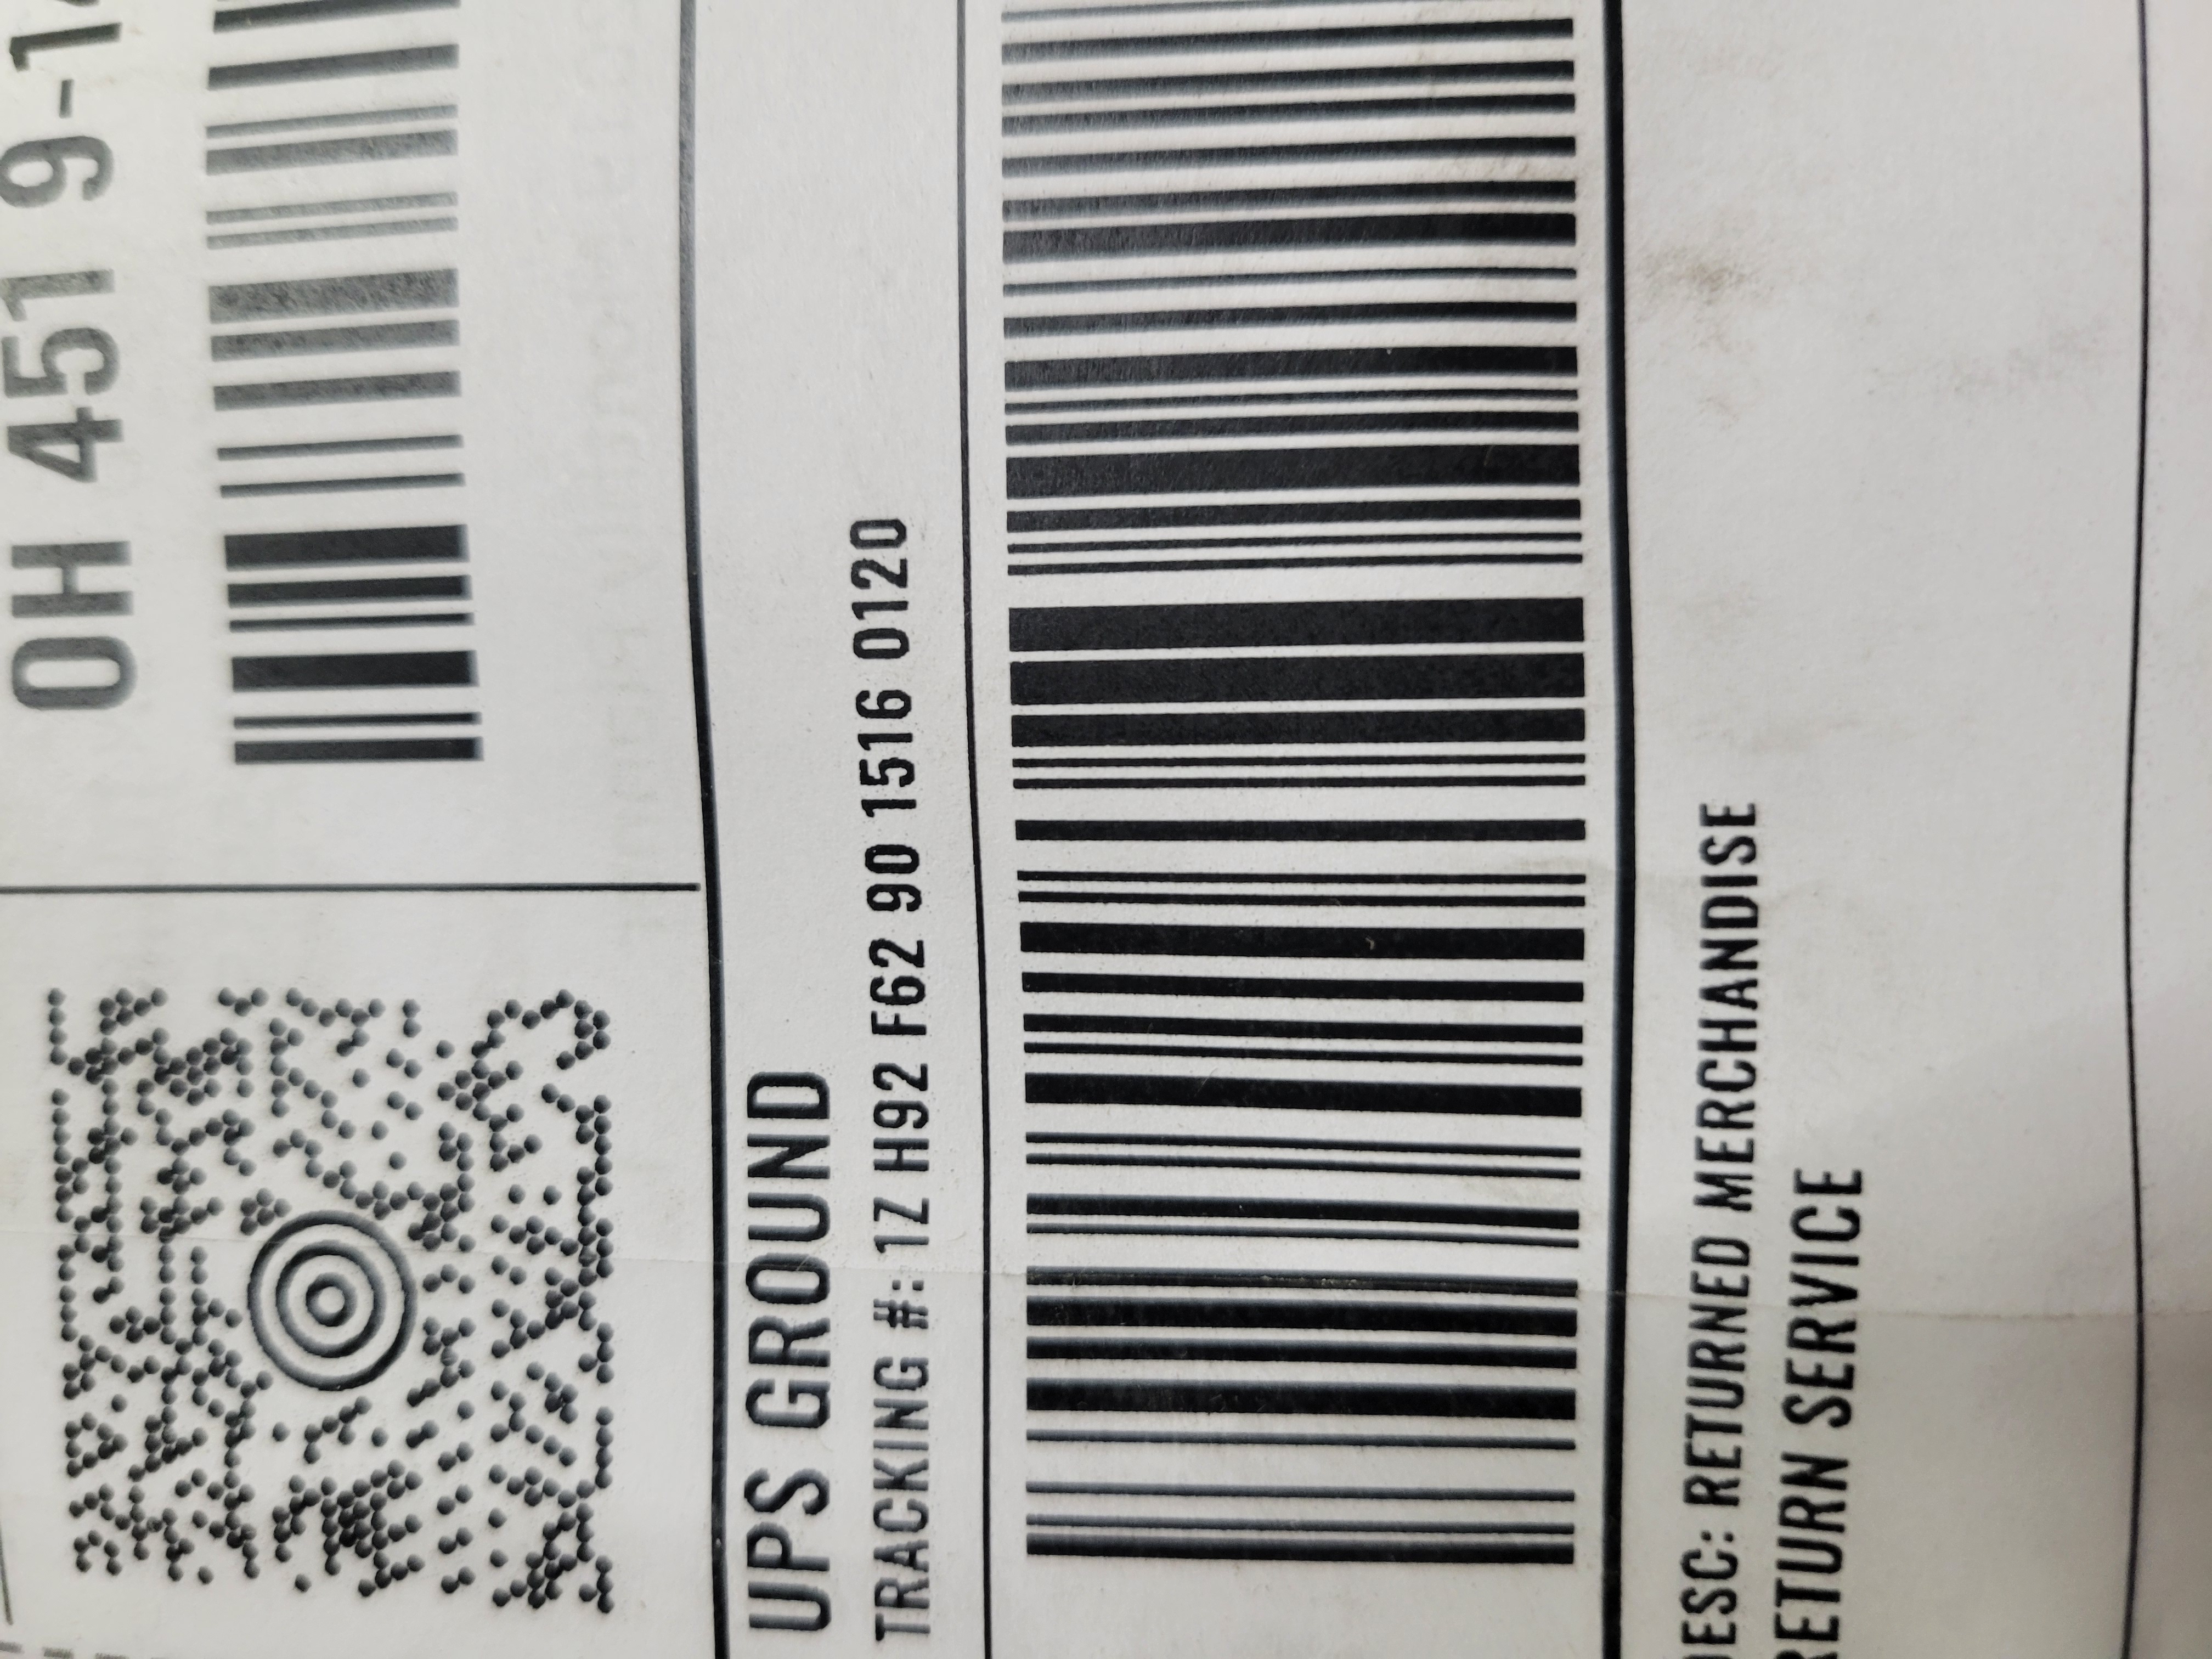 OH 451 9-1
UPS GROUND
TRACKING #: 1Z H92 F62 90 1516 0120
DESC: RETURNED MERCHANDISE
RETURN SERVICE